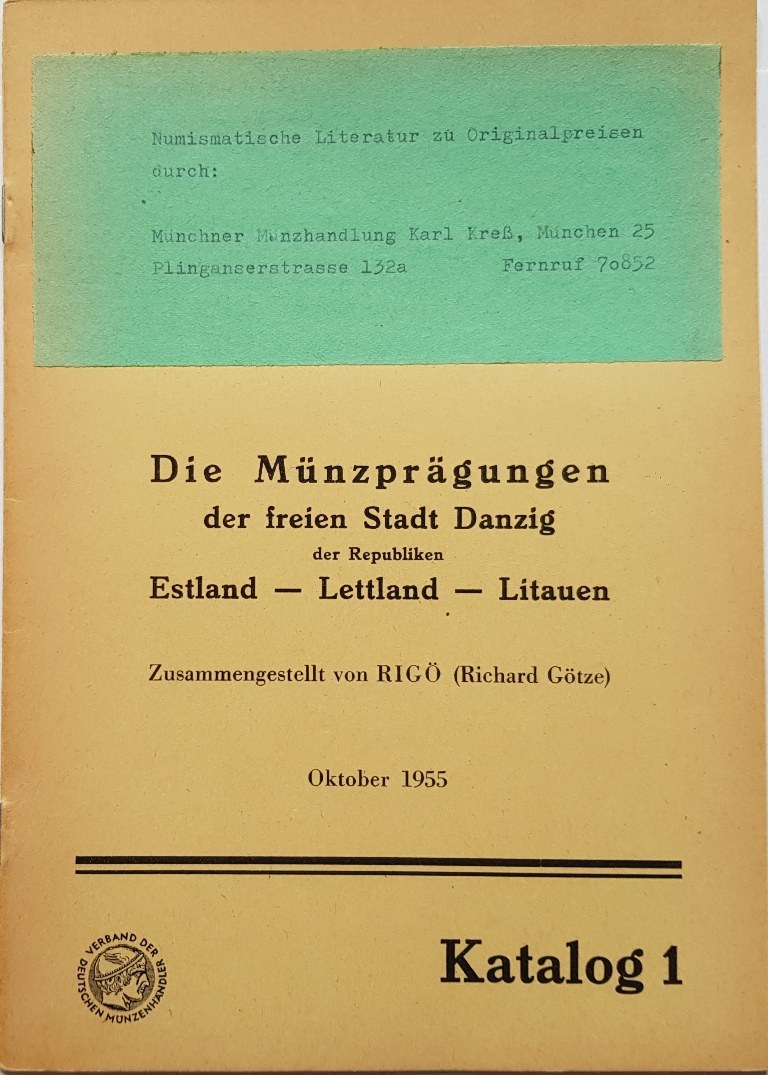 Numismatische Literatur zu Originalpreisen
durch:
Münchner Münzhandlung Karl Kreß, München 25
Plinganserstrasse 132a Fernruf 70852
Die Münzprägungen
der freien Stadt Danzig
der Republiken
Estland — Lettland — Litauen
Zusammengestellt von RIGÖ (Richard Götze)
Oktober 1955
VERBAND DER
DEUTSCHEN MÜNZENHÄNDLER
Katalog 1